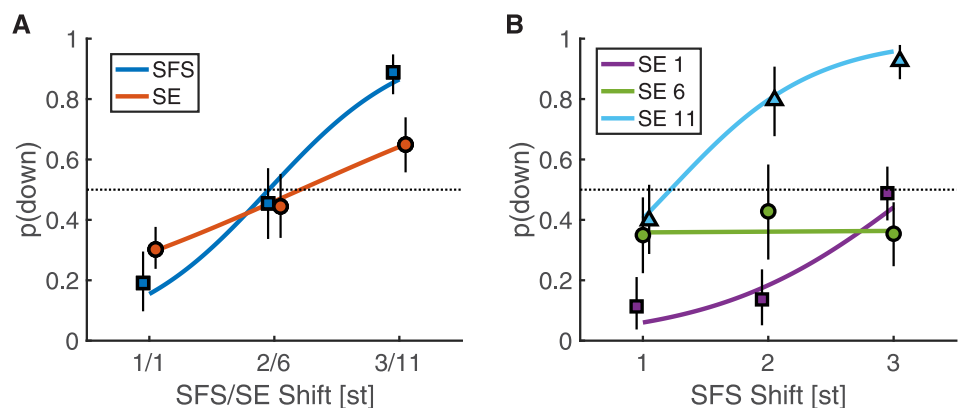 A
1
0.8
0.6
0.4
0.2
0
p(down)
SFS
SE
1/1
2/6
3/11
SFS/SE Shift [st]
B
1
0.8
0.6
0.4
0.2
0
p(down)
SE 1
SE 6
SE 11
1
2
3
SFS Shift [st]